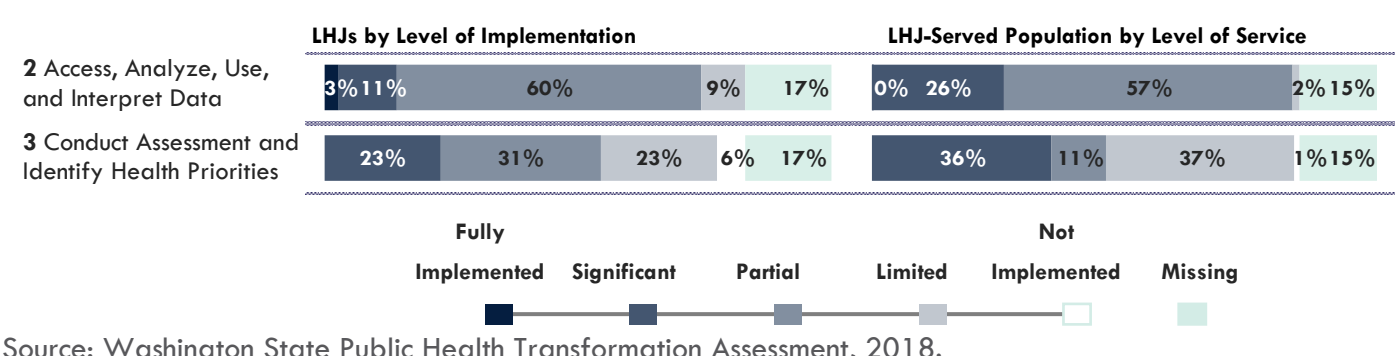 LHJs by Level of Implementation LHJ-Served Population by Level of Service
2 Access, Analyze, Use,
and Interpret Data
3% 11% 60% 9% 17% 0% 26% 57% 2% 15%
3 Conduct Assessment and
Identify Health Priorities
23% 31% 23% 6% 17% 36% 11% 37% 1% 15%
Fully Not
Implemented Significant Partial Limited Implemented Missing
Source: Washington State Public Health Transformation Assessment, 2018.